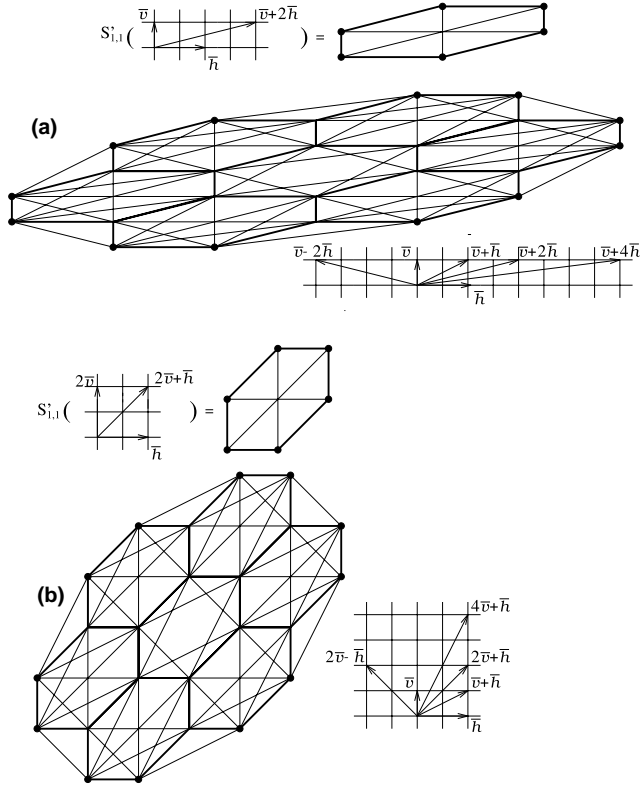 v̅ v̅+2h̅
S'₁,₁( ) =
h̅
(a)
v̅- 2h̅ v̅ v̅+h̅ v̅+2h̅ v̅+4h̅
h̅
2v̅ 2v̅+h̅
S'₁,₁( ) =
h̅
(b)
4v̅+h̅
2v̅- h̅ v̅ 2v̅+h̅
v̅+h̅
h̅